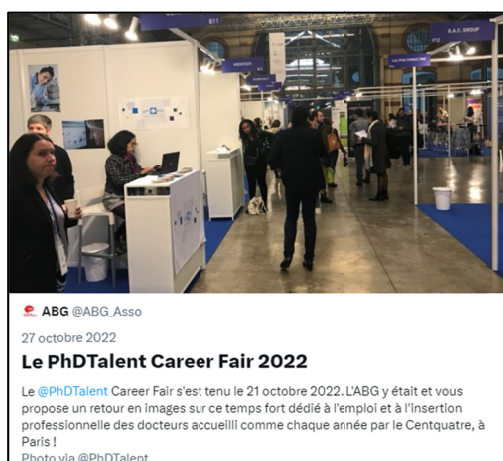 B11
G.A.C. GROUP
F12
ABG @ABG_Asso
27 octobre 2022
Le PhDTalent Career Fair 2022
Le @PhDTalent Career Fair s'est tenu le 21 octobre 2022. L'ABG y était et vous
propose un retour en images sur ce temps fort dédié à l'emploi et à l'insertion
professionnelle des docteurs accueilli comme chaque année par le Centquatre, à
Paris !
Photo via @PhDTalent